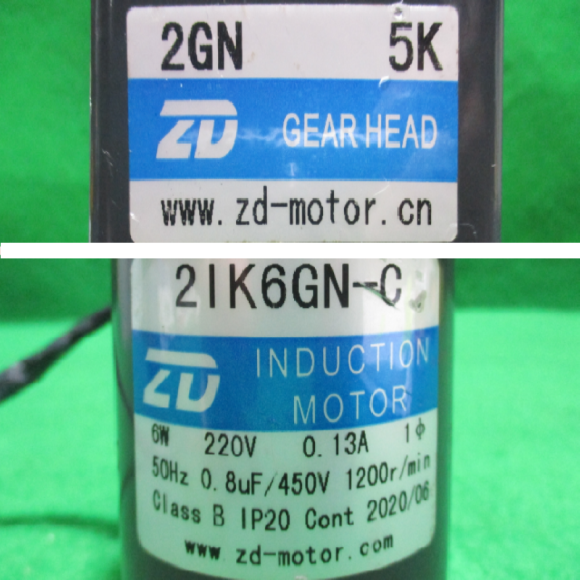 2GN 5K
ZD GEAR HEAD
www.zd-motor.cn
2IK6GN-C
ZD INDUCTION
MOTOR
6W 220V 0.13A 1Φ
50Hz 0.8uF/450V 1200r/min
Class B IP20 Cont 2020/06
www.zd-motor.com